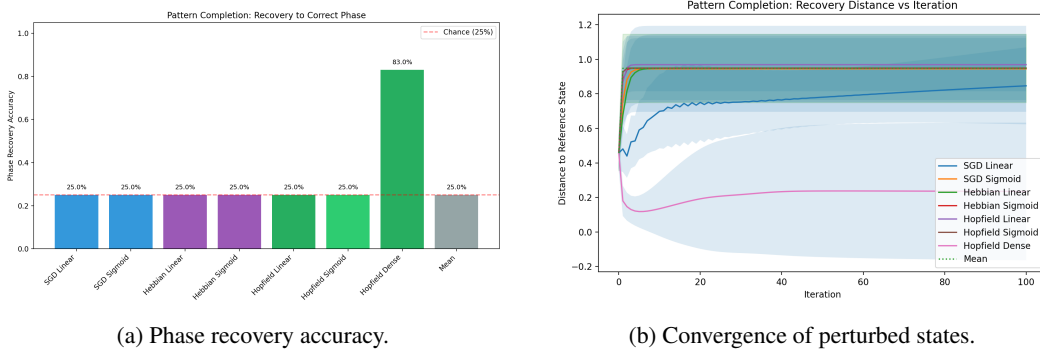 Pattern Completion: Recovery to Correct Phase
Phase Recovery Accuracy
1.0
0.8
0.6
0.4
0.2
0.0
Chance (25%)
25.0%
25.0%
25.0%
25.0%
25.0%
25.0%
83.0%
25.0%
SGD Linear
SGD Sigmoid
Hebbian Linear
Hebbian Sigmoid
Hopfield Linear
Hopfield Sigmoid
Hopfield Dense
Mean
(a) Phase recovery accuracy.
Pattern Completion: Recovery Distance vs Iteration
Distance to Reference State
1.2
1.0
0.8
0.6
0.4
0.2
0.0
−0.2
SGD Linear
SGD Sigmoid
Hebbian Linear
Hebbian Sigmoid
Hopfield Linear
Hopfield Sigmoid
Hopfield Dense
Mean
0
20
40
60
80
100
Iteration
(b) Convergence of perturbed states.